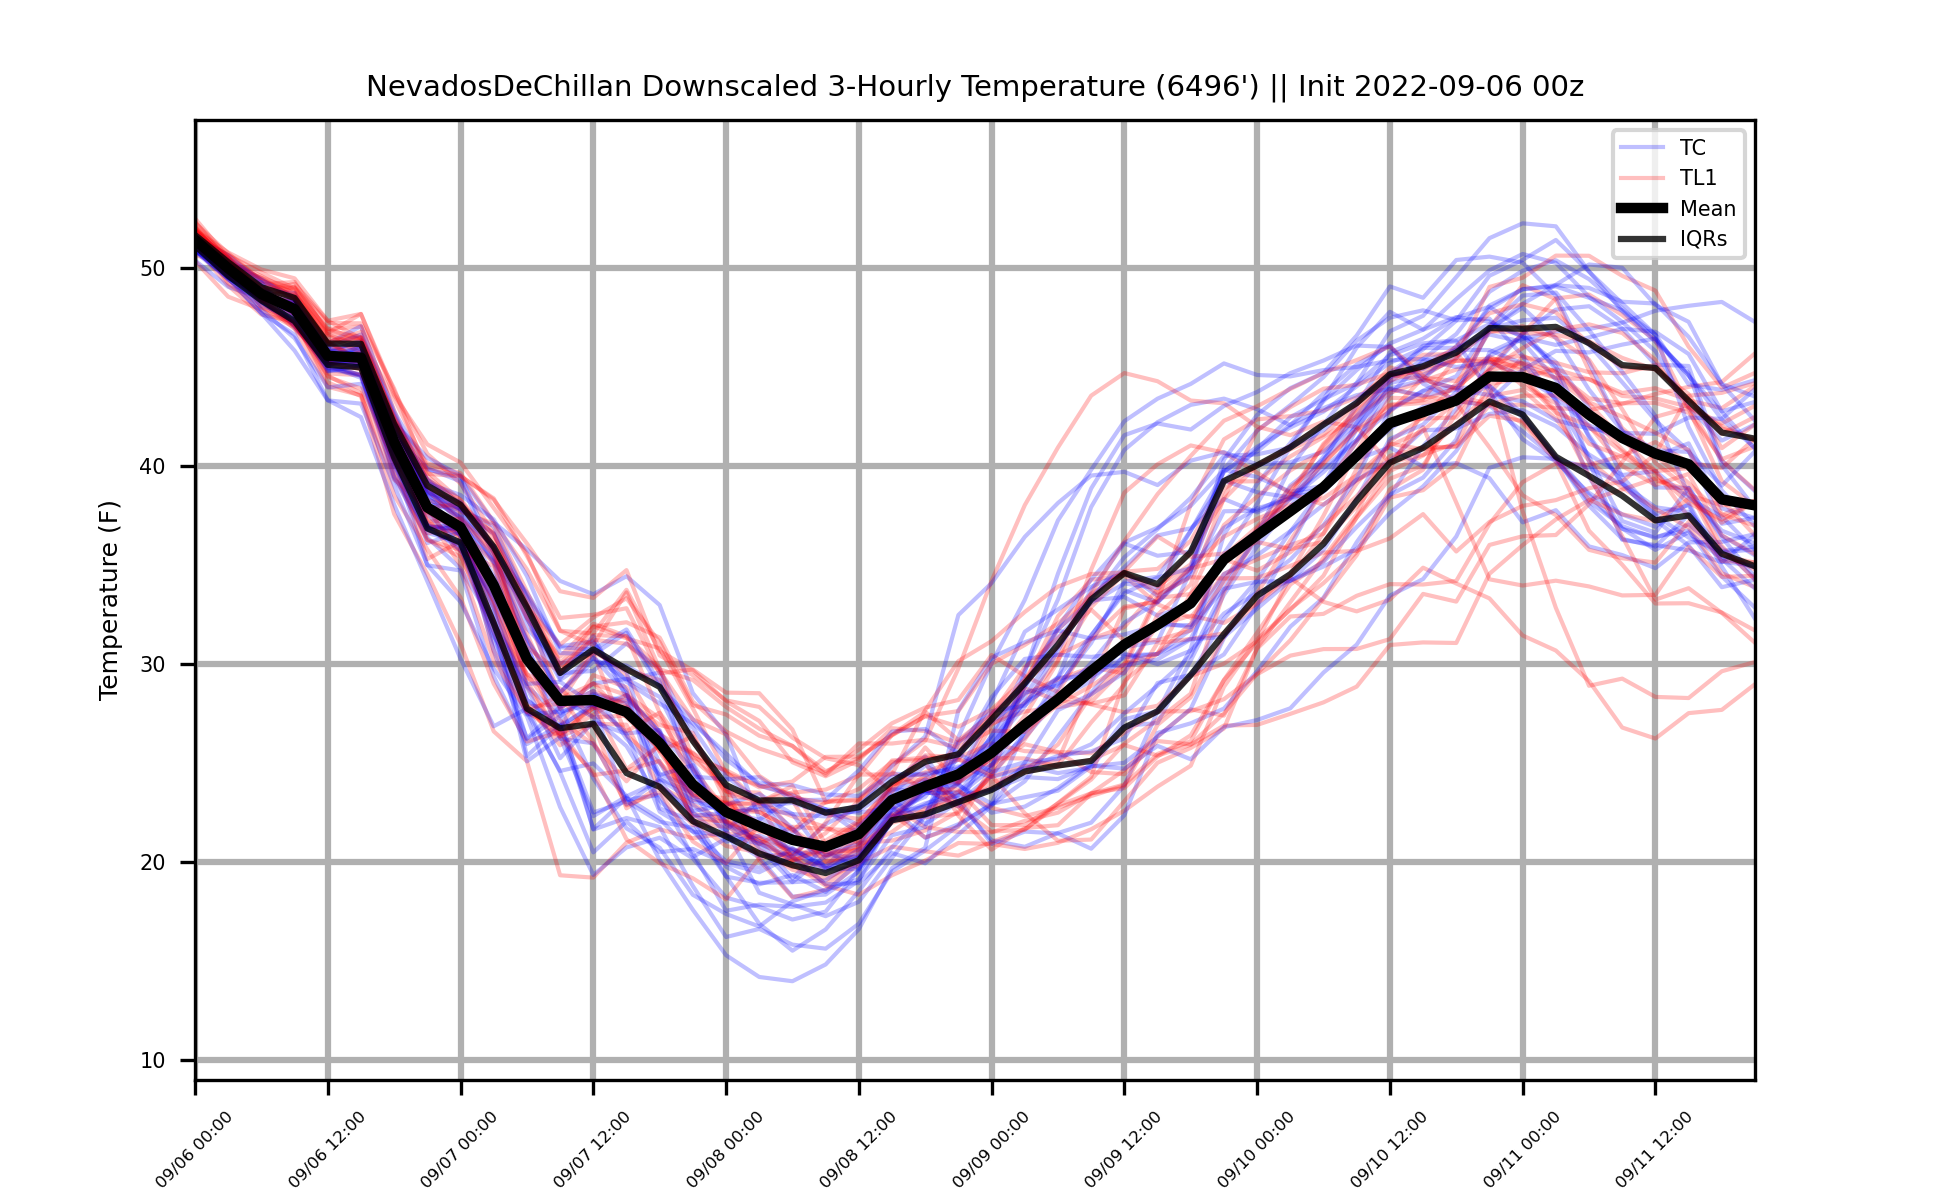 NevadosDeChillan Downscaled 3-Hourly Temperature (6496') || Init 2022-09-06 00z
TC
TL1
Mean
IQRs
Temperature (F)
50
40
30
20
10
09/06 00:00
09/06 12:00
09/07 00:00
09/07 12:00
09/08 00:00
09/08 12:00
09/09 00:00
09/09 12:00
09/10 00:00
09/10 12:00
09/11 00:00
09/11 12:00